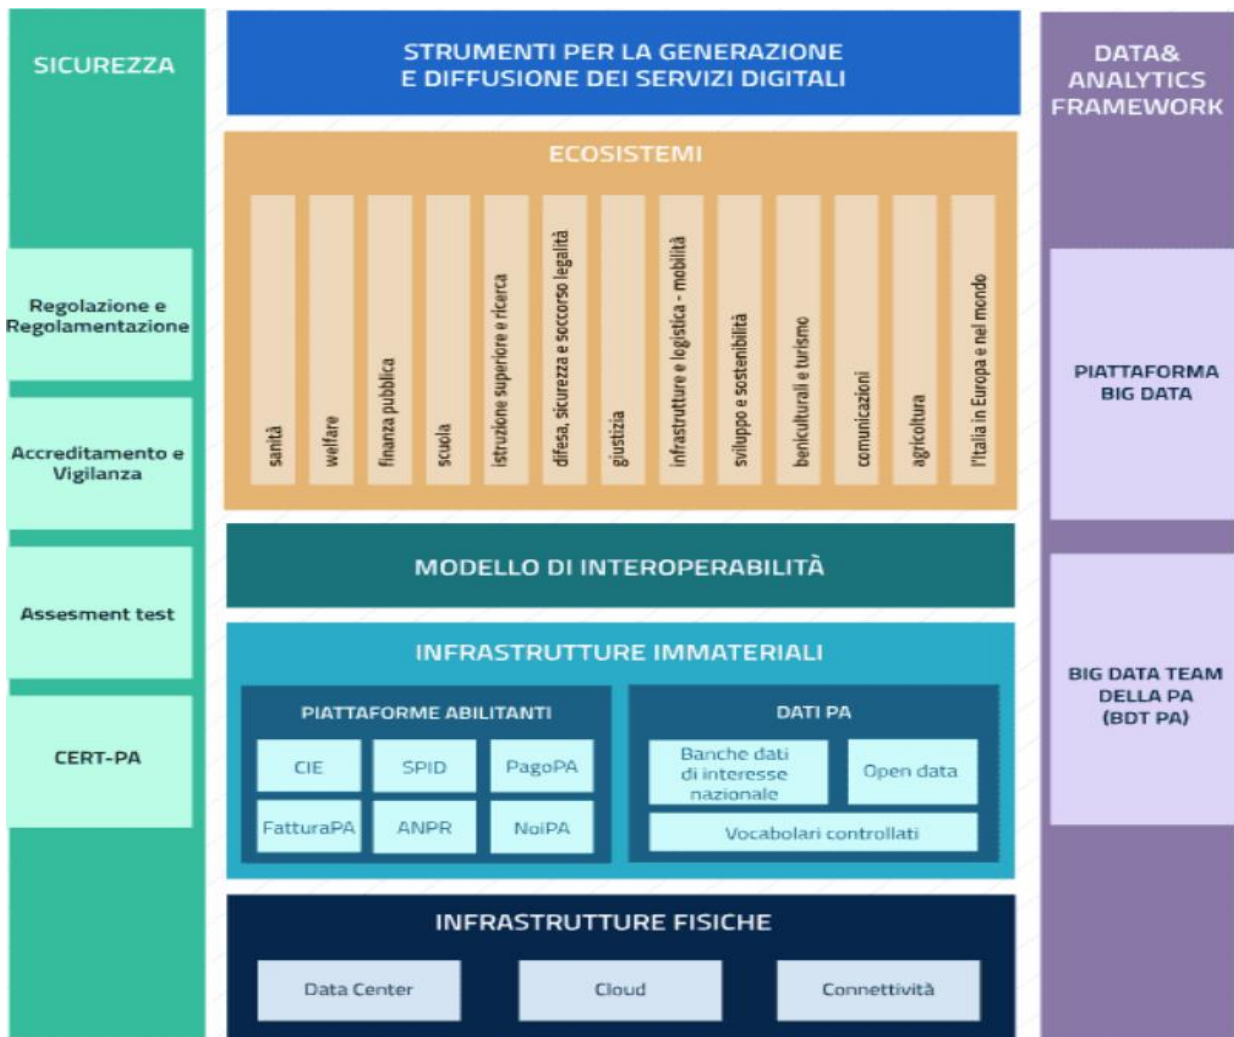 SICUREZZA
Regolazione e
Regolamentazione
Accreditamento e
Vigilanza
Assesment test
CERT-PA
STRUMENTI PER LA GENERAZIONE
E DIFFUSIONE DEI SERVIZI DIGITALI
ECOSISTEMI
sanità
welfare
finanza pubblica
scuola
istruzione superiore e ricerca
difesa, sicurezza e soccorso legalità
giustizia
infrastrutture e logistica - mobilità
sviluppo e sostenibilità
beniculturali e turismo
comunicazioni
agricoltura
l'Italia in Europa e nel mondo
MODELLO DI INTEROPERABILITÀ
INFRASTRUTTURE IMMATERIALI
PIATTAFORME ABILITANTI
CIE
SPID
PagoPA
FatturaPA
ANPR
NoiPA
DATI PA
Banche dati
di interesse
nazionale
Open data
Vocabolari controllati
INFRASTRUTTURE FISICHE
Data Center
Cloud
Connettività
DATA&
ANALYTICS
FRAMEWORK
PIATTAFORMA
BIG DATA
BIG DATA TEAM
DELLA PA
(BDT PA)